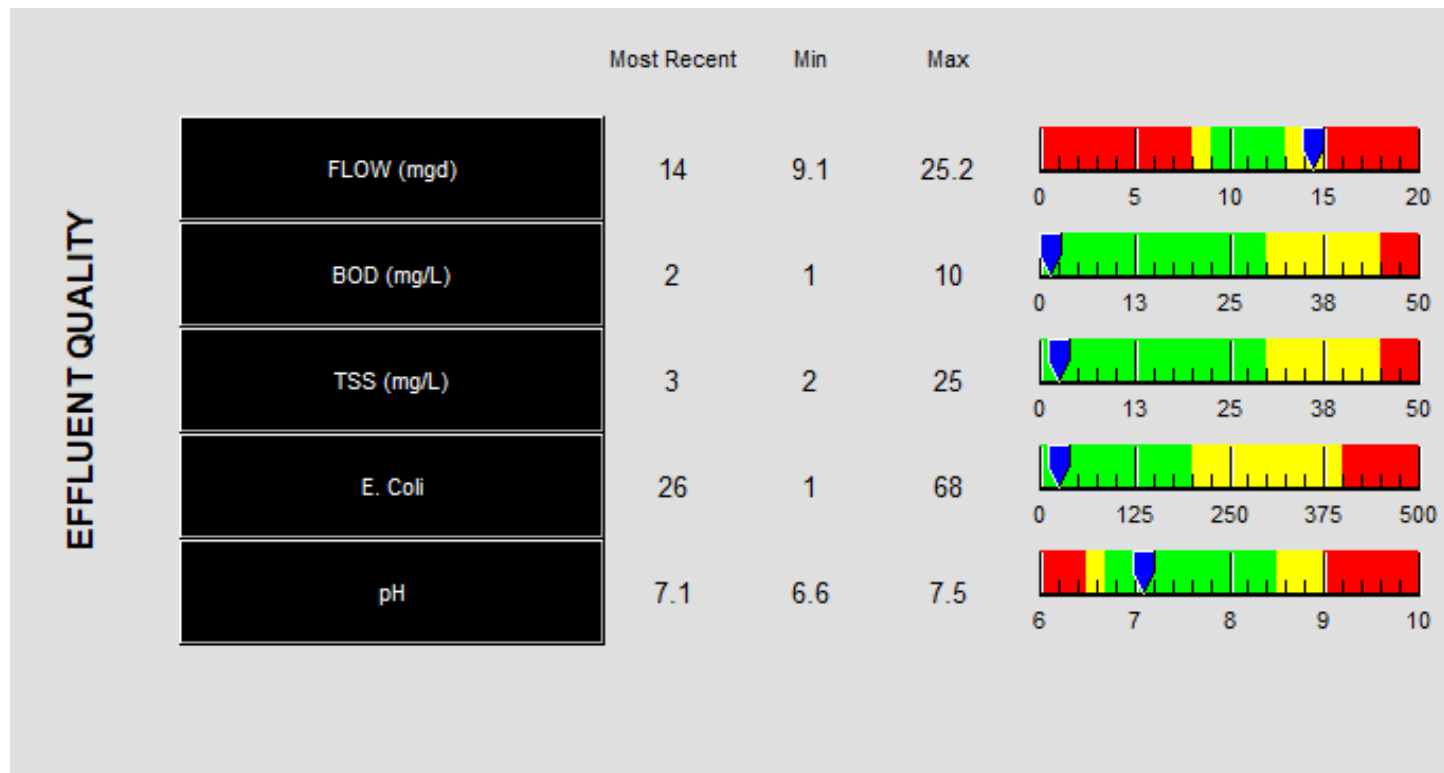 Most Recent Min Max
EFFLUENT QUALITY
FLOW (mgd) 14 9.1 25.2
0 5 10 15 20
BOD (mg/L) 2 1 10
0 13 25 38 50
TSS (mg/L) 3 2 25
0 13 25 38 50
E. Coli 26 1 68
0 125 250 375 500
pH 7.1 6.6 7.5
6 7 8 9 10